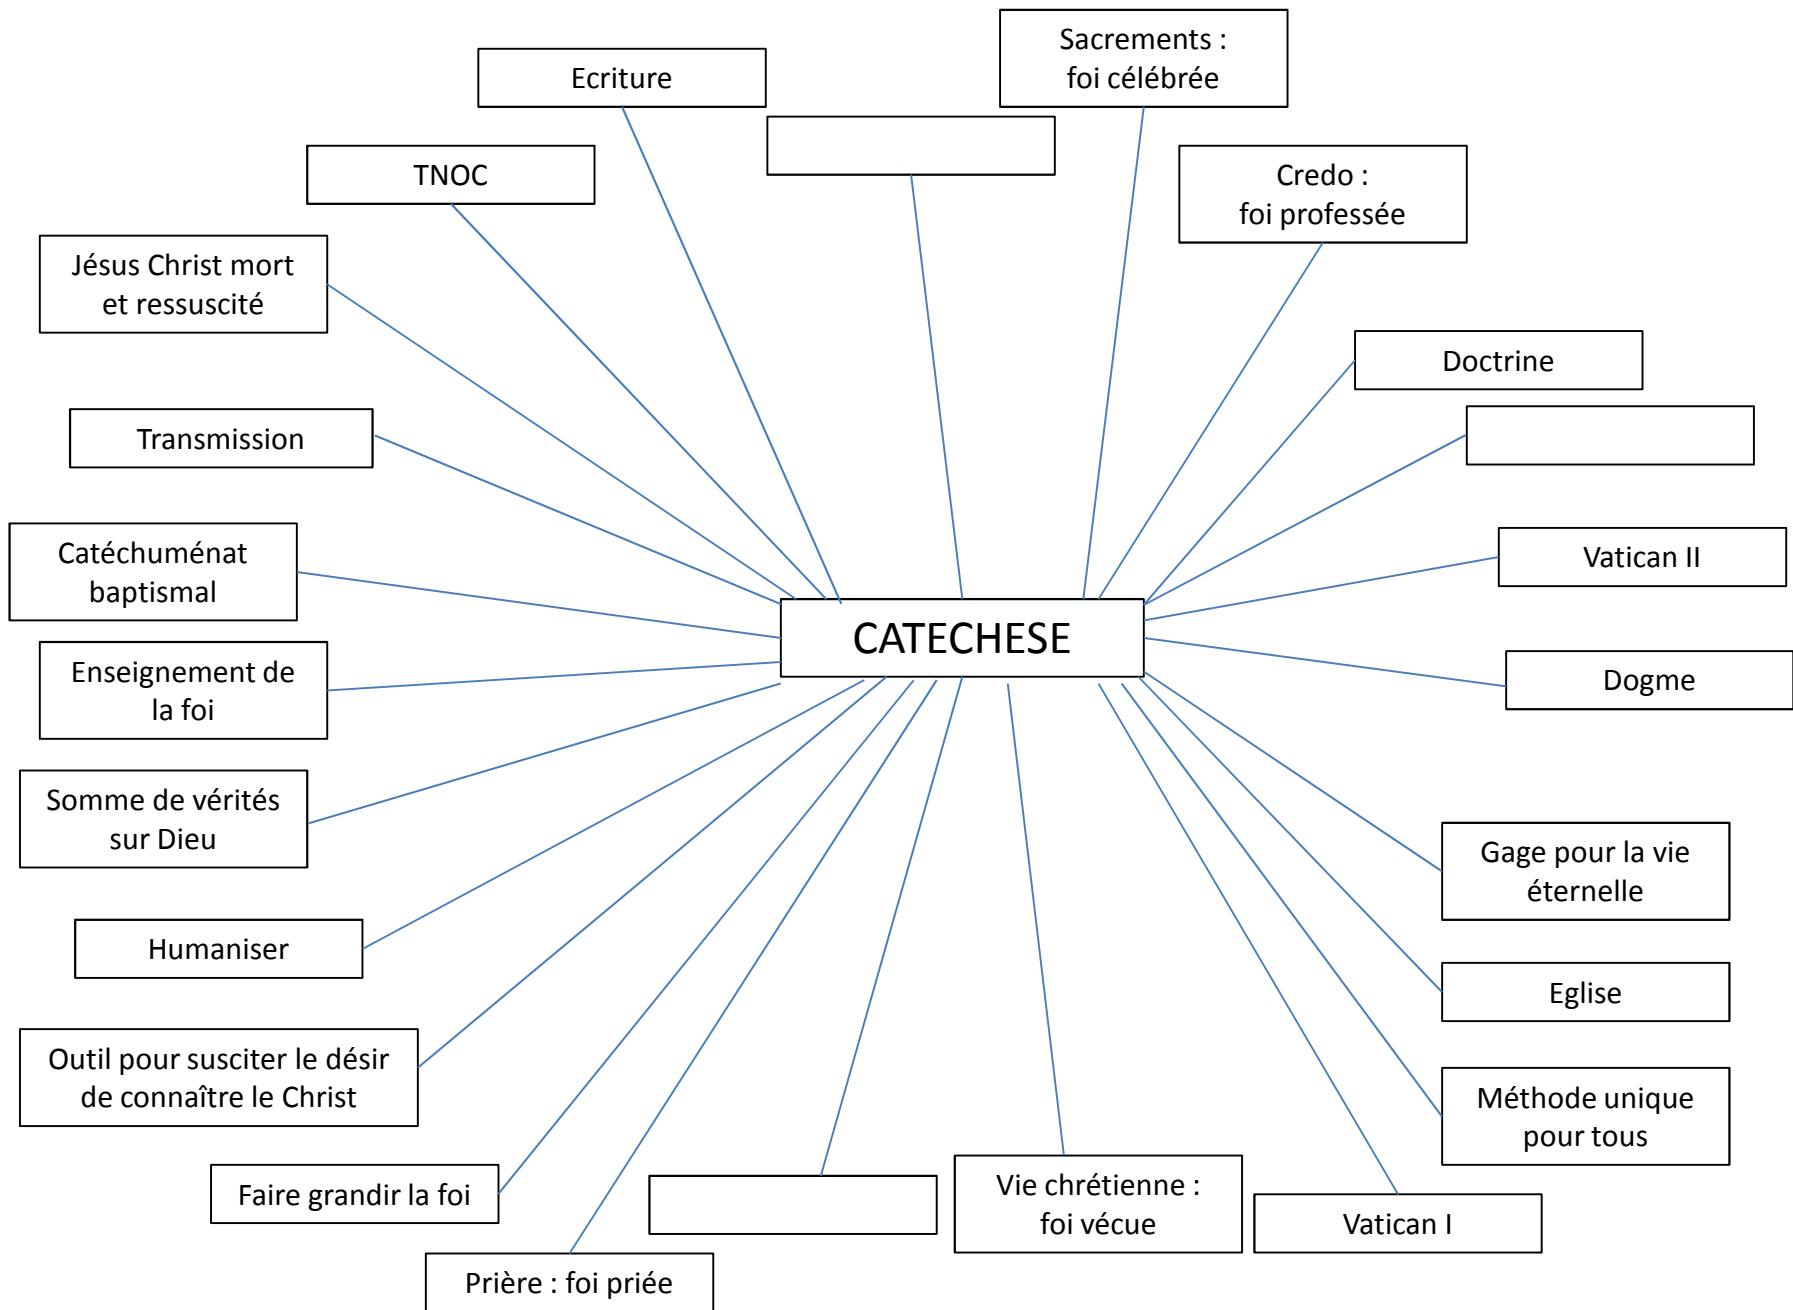 Sacrements :
foi célébrée
Ecriture
TNOC
Credo :
foi professée
Jésus Christ mort
et ressuscité
Doctrine
Transmission
Catéchuménat
baptismal
Vatican II
CATECHESE
Enseignement de
la foi
Dogme
Somme de vérités
sur Dieu
Gage pour la vie
éternelle
Humaniser
Eglise
Outil pour susciter le désir
de connaître le Christ
Méthode unique
pour tous
Faire grandir la foi
Vie chrétienne :
foi vécue
Vatican I
Prière : foi priée